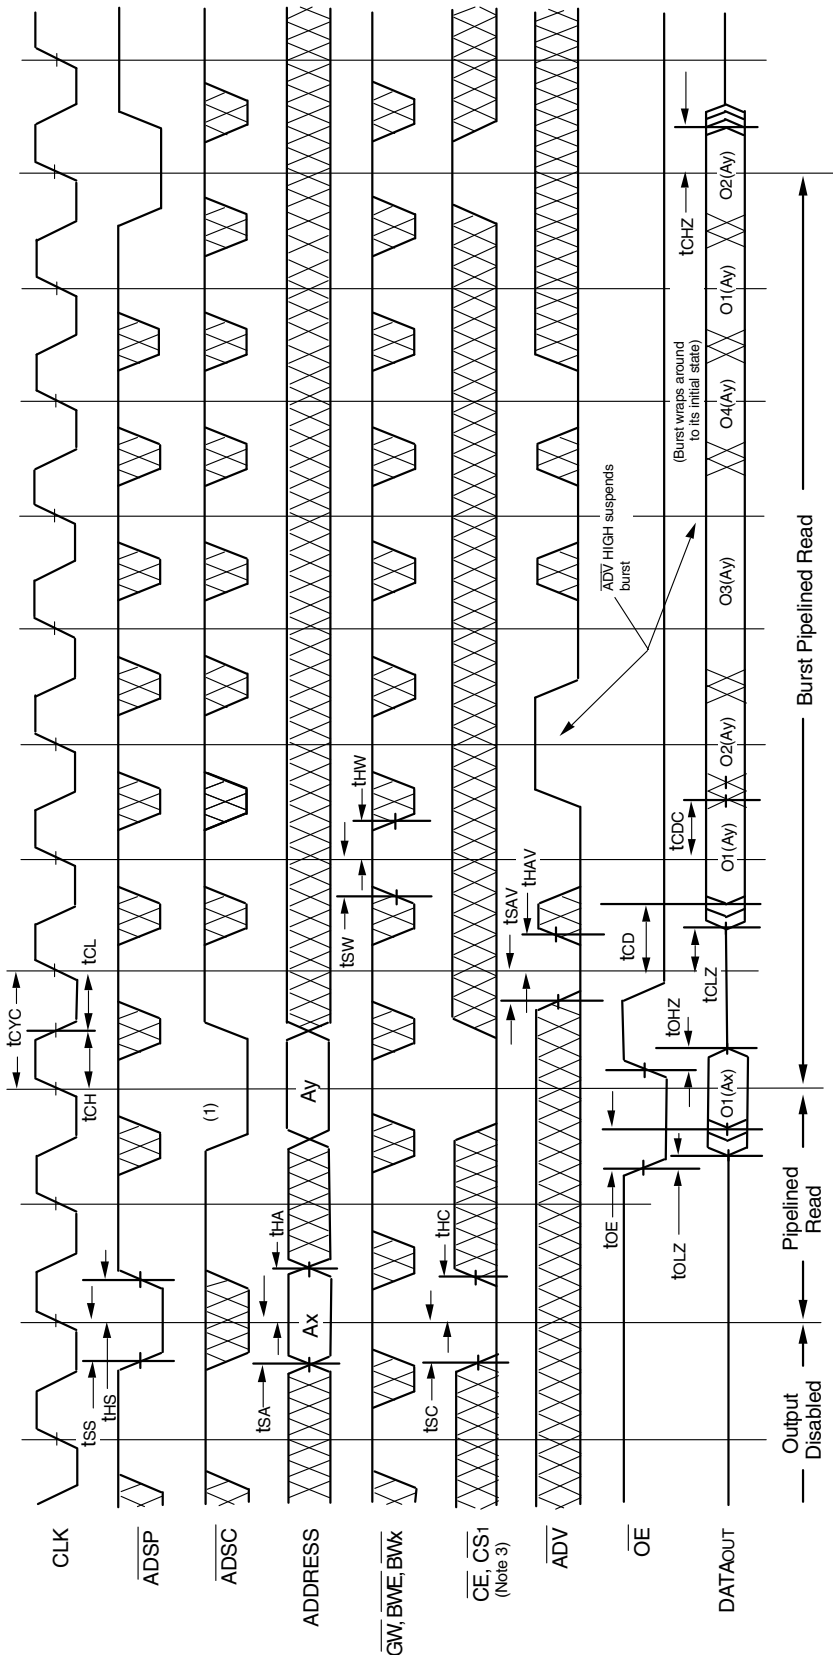 CLK
tCYC
tCH
tCL
tSS
tHS
ADSP
ADSC
(1)
tSA
tHA
ADDRESS
Ax
Ay
tSW
tHW
GW, BWE, BWx
tSC
tHC
CE, CS1
(Note 3)
tSAV
tHAV
ADV
ADV HIGH suspends
burst
OE
tOE
tOHZ
tCD
tOLZ
tCLZ
tCDC
(Burst wraps around
to its initial state)
tCHZ
DATAOUT
O1(Ax)
O1(Ay)
O2(Ay)
O3(Ay)
O4(Ay)
O1(Ay)
O2(Ay)
Output
Disabled
Pipelined
Read
Burst Pipelined Read